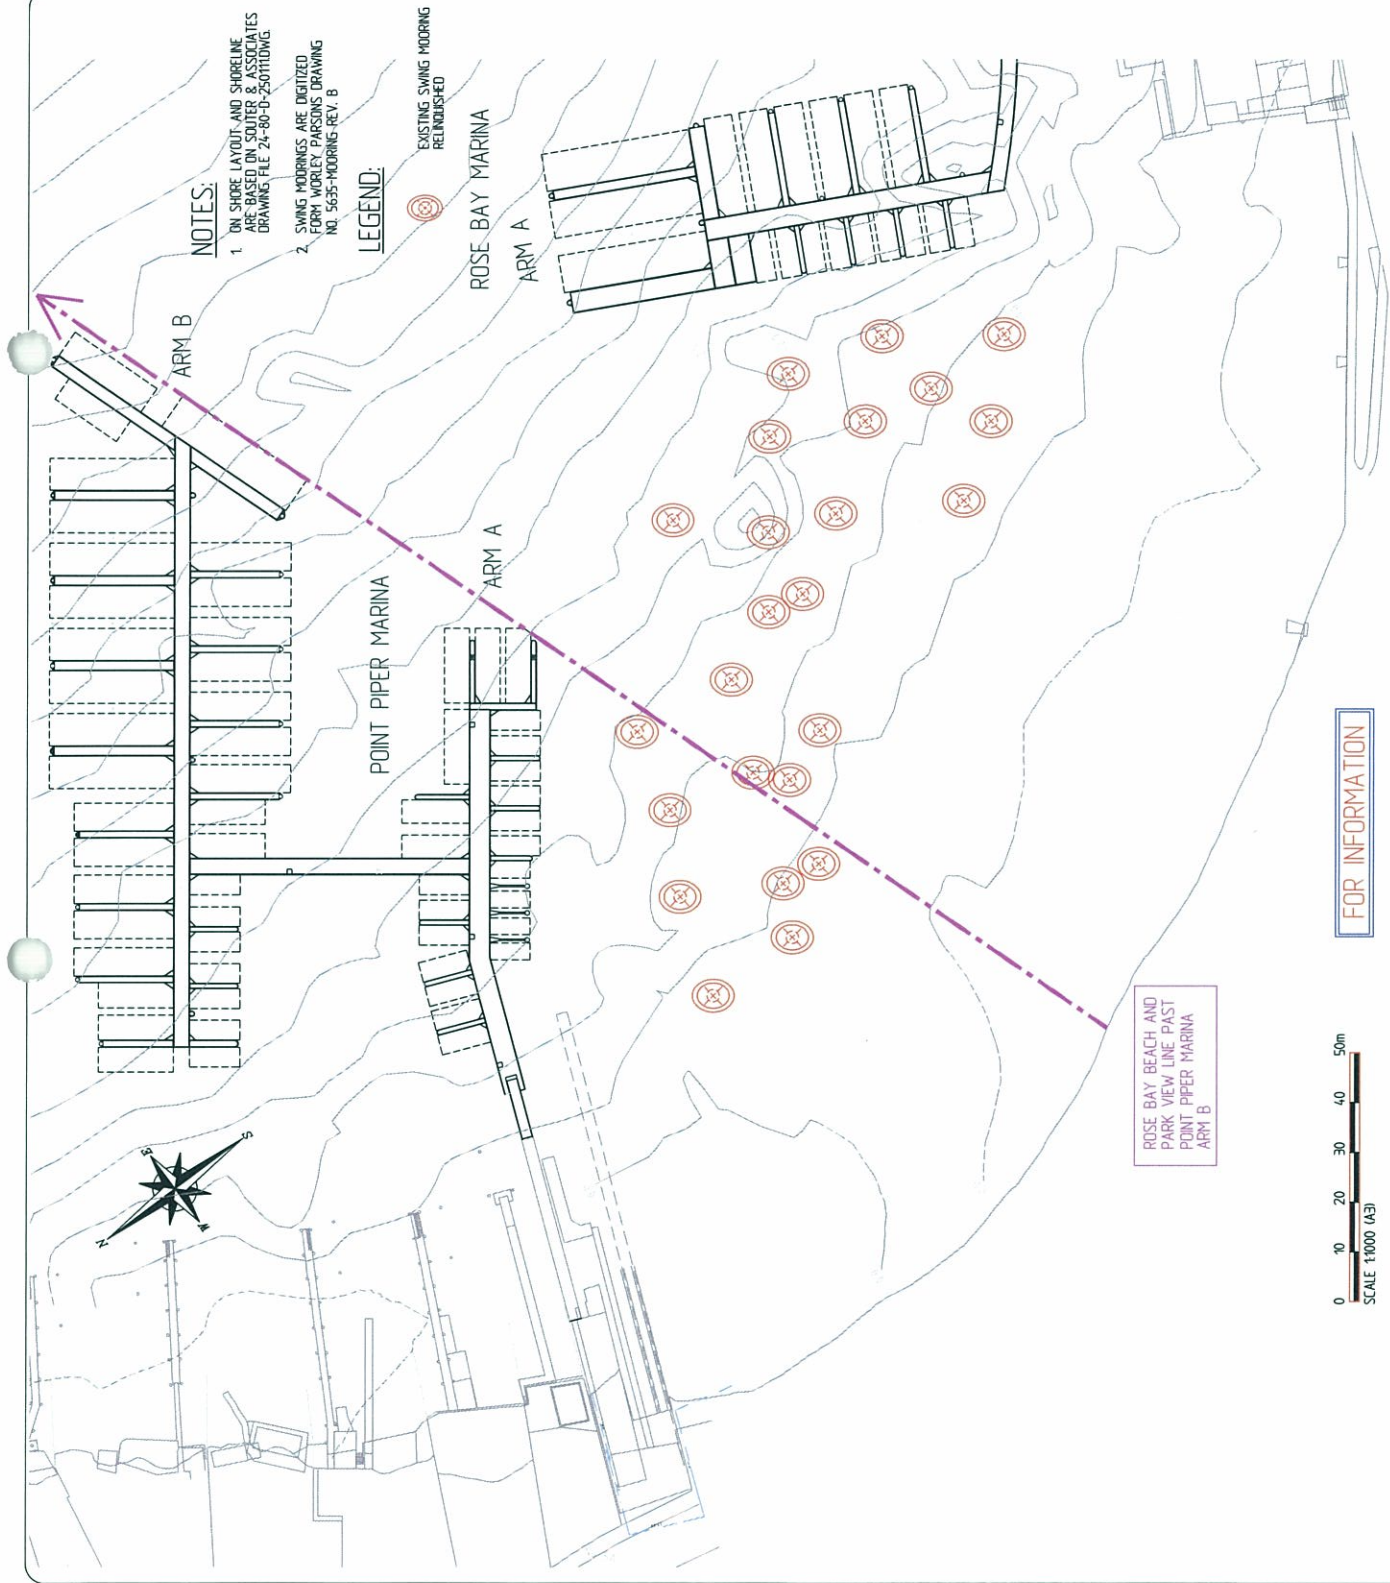 NOTES:
1. ON SHORE LAYOUT AND SHORELINE
ARE BASED ON SOUTER & ASSOCIATES
DRAWING FILE 24-80-D-250111DWG.
2. SWING MOORINGS ARE DIGITIZED
FORM WORLEY PARSONS DRAWING
NO. 5635-MOORING-REV. B
LEGEND:
EXISTING SWING MOORING
RELINQUISHED
ROSE BAY MARINA
ARM A
ARM B
POINT PIPER MARINA
ARM A
N
E
S
W
ROSE BAY BEACH AND
PARK VIEW LINE PAST
POINT PIPER MARINA
ARM B
FOR INFORMATION
0 10 20 30 40 50m
SCALE 1:1000 (A3)